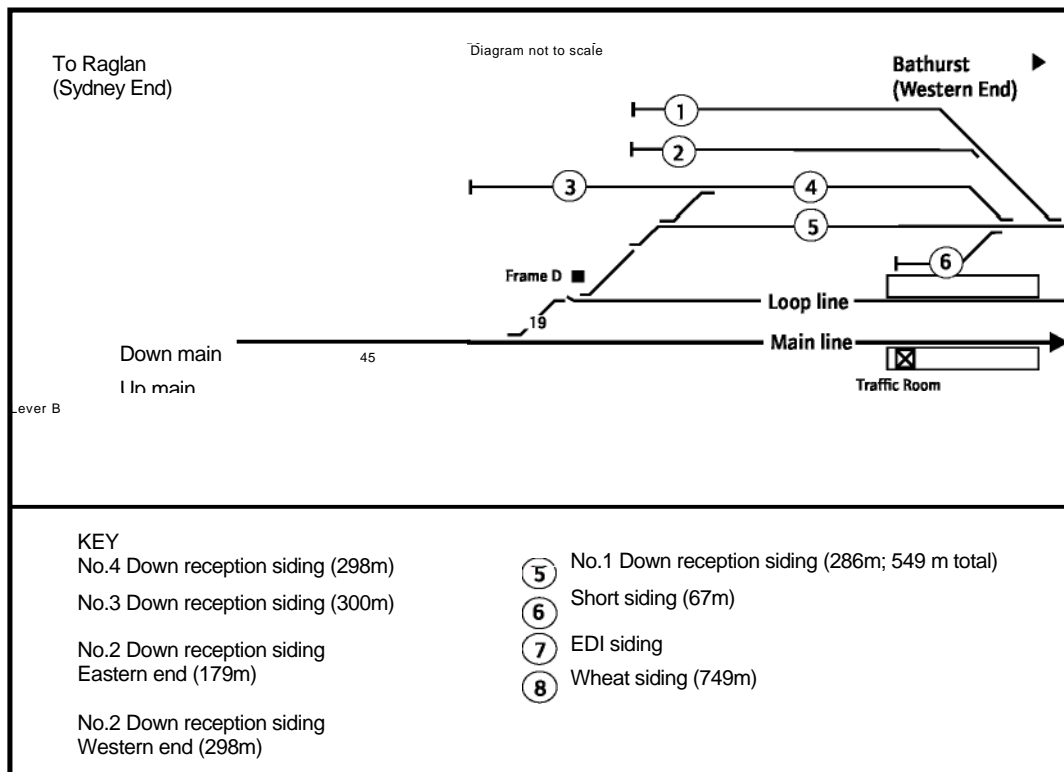 Diagram not to scale
To Raglan
(Sydney End)
Bathurst
(Western End)
1
2
3
4
5
6
Frame D
Loop line
19
Main line
Down main
45
Up main
Traffic Room
Lever B
KEY
No.4 Down reception siding (298m)
No.3 Down reception siding (300m)
No.2 Down reception siding
Eastern end (179m)
No.2 Down reception siding
Western end (298m)
5 No.1 Down reception siding (286m; 549 m total)
6 Short siding (67m)
7 EDI siding
8 Wheat siding (749m)